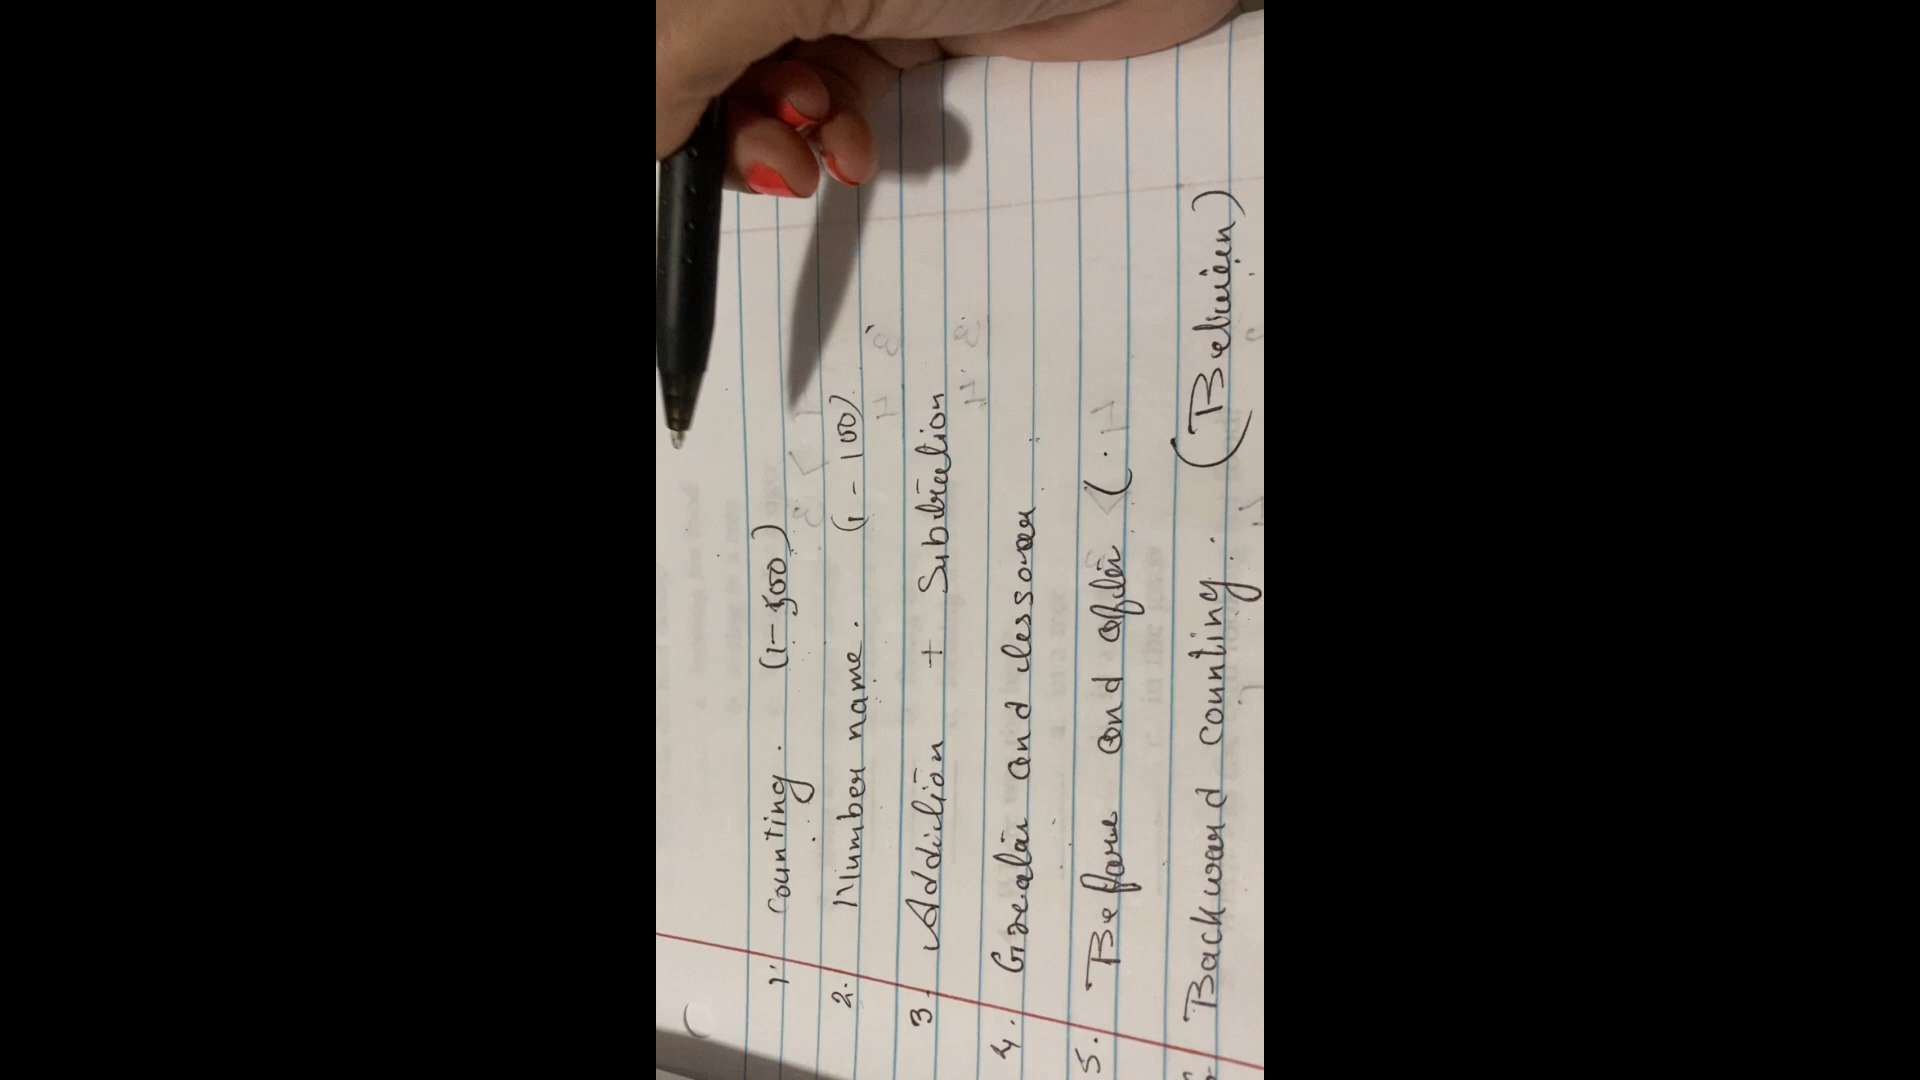 1. Counting. (1-500)
2. Number name. (1 - 100)
3. Addition + Subtraction
4. Greater and lessoar
5. Before and after (
Backward counting. (Between)